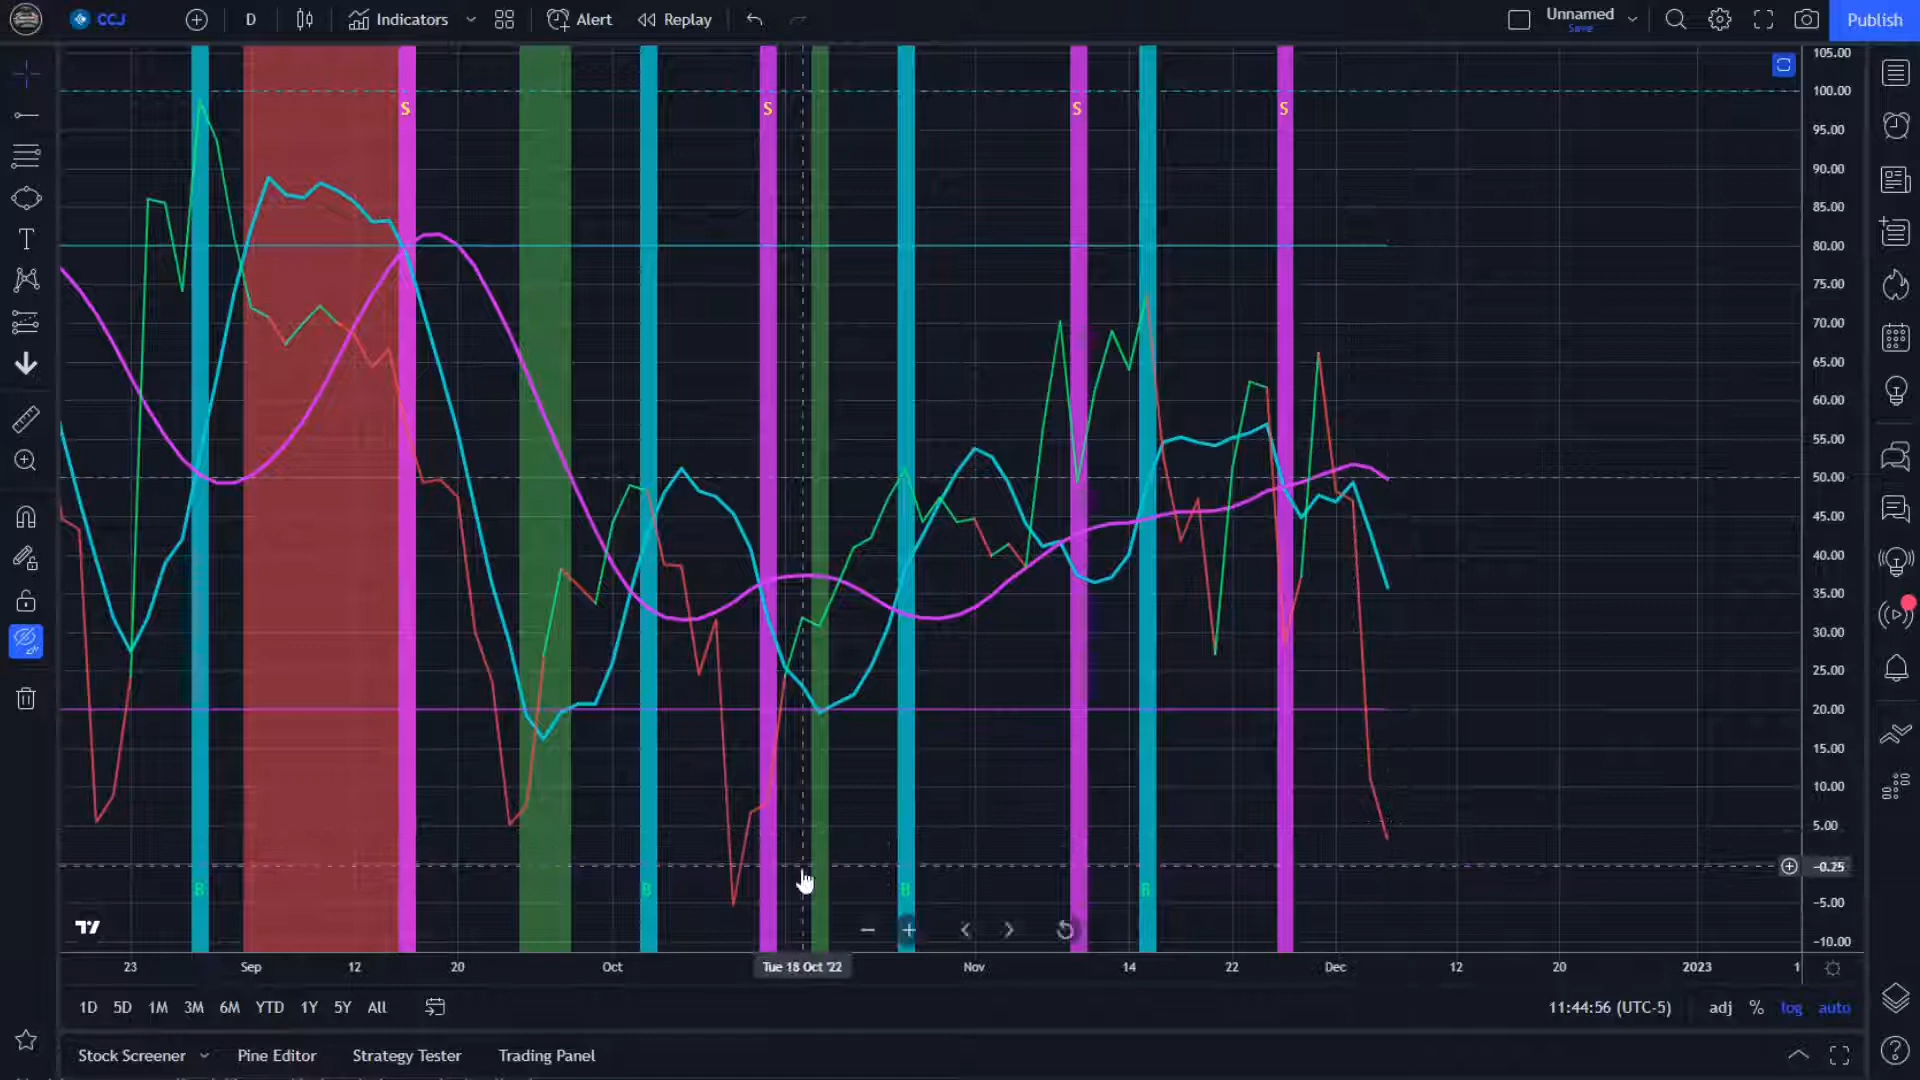 CCJ
D
Indicators
Alert
Replay
Unnamed
Save
Publish
105.00
100.00
95.00
90.00
85.00
80.00
75.00
70.00
65.00
60.00
55.00
50.00
45.00
40.00
35.00
30.00
25.00
20.00
15.00
10.00
5.00
-0.25
-5.00
-10.00
S
S
S
S
B
B
B
B
23
Sep
12
20
Oct
Tue 18 Oct '22
Nov
14
22
Dec
12
20
2023
1
1D
5D
1M
3M
6M
YTD
1Y
5Y
All
11:44:56 (UTC-5)
adj
%
log
auto
Stock Screener
Pine Editor
Strategy Tester
Trading Panel